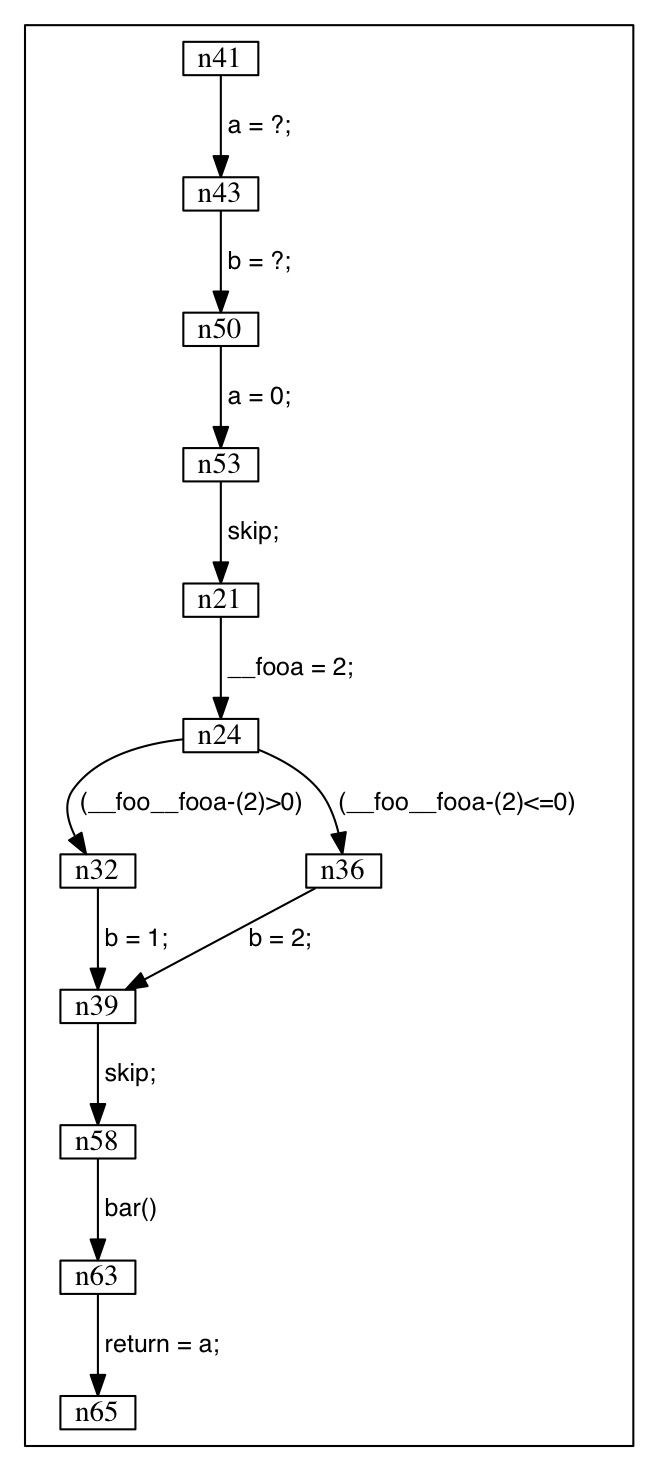 n41
a = ?;
n43
b = ?;
n50
a = 0;
n53
skip;
n21
__fooa = 2;
n24
(__foo__fooa-(2)>0) (__foo__fooa-(2)<=0)
n32 n36
b = 1; b = 2;
n39
skip;
n58
bar()
n63
return = a;
n65